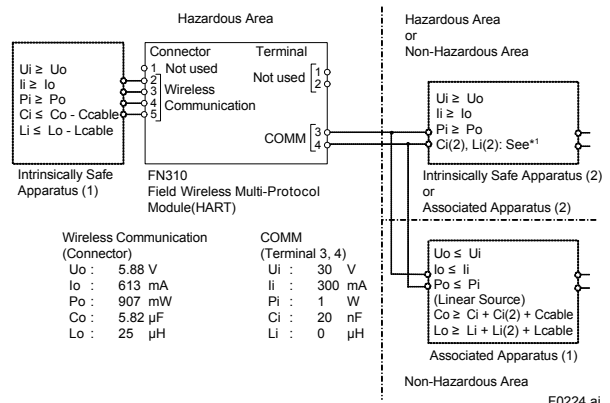 Hazardous Area
Hazardous Area
or
Non-Hazardous Area
Ui ≥ Uo
Ii ≥ Io
Pi ≥ Po
Ci ≤ Co - Ccable
Li ≤ Lo - Lcable
Intrinsically Safe
Apparatus (1)
Connector
Terminal
1 Not used
2
3
4
5
Wireless
Communication
Not used
1
2
COMM
3
4
FN310
Field Wireless Multi-Protocol
Module(HART)
Ui ≥ Uo
Ii ≥ Io
Pi ≥ Po
Ci(2), Li(2): See*1
Intrinsically Safe Apparatus (2)
or
Associated Apparatus (2)
Wireless Communication
(Connector)
Uo : 5.88 V
Io : 613 mA
Po : 907 mW
Co : 5.82 µF
Lo : 25 µH
COMM
(Terminal 3, 4)
Ui : 30 V
Ii : 300 mA
Pi : 1 W
Ci : 20 nF
Li : 0 µH
Uo ≤ Ui
Io ≤ Ii
Po ≤ Pi
(Linear Source)
Co ≥ Ci + Ci(2) + Ccable
Lo ≥ Li + Li(2) + Lcable
Associated Apparatus (1)
Non-Hazardous Area
F0224.ai